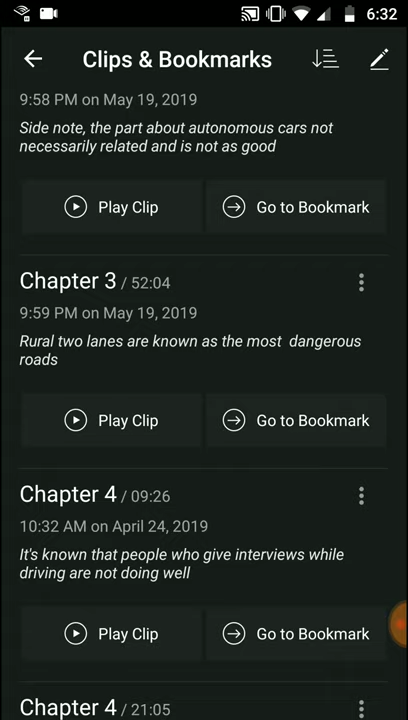 6:32
Clips & Bookmarks
9:58 PM on May 19, 2019
Side note, the part about autonomous cars not
necessarily related and is not as good
Play Clip
Go to Bookmark
Chapter 3 / 52:04
9:59 PM on May 19, 2019
Rural two lanes are known as the most dangerous
roads
Play Clip
Go to Bookmark
Chapter 4 / 09:26
10:32 AM on April 24, 2019
It's known that people who give interviews while
driving are not doing well
Play Clip
Go to Bookmark
Chapter 4 / 21:05